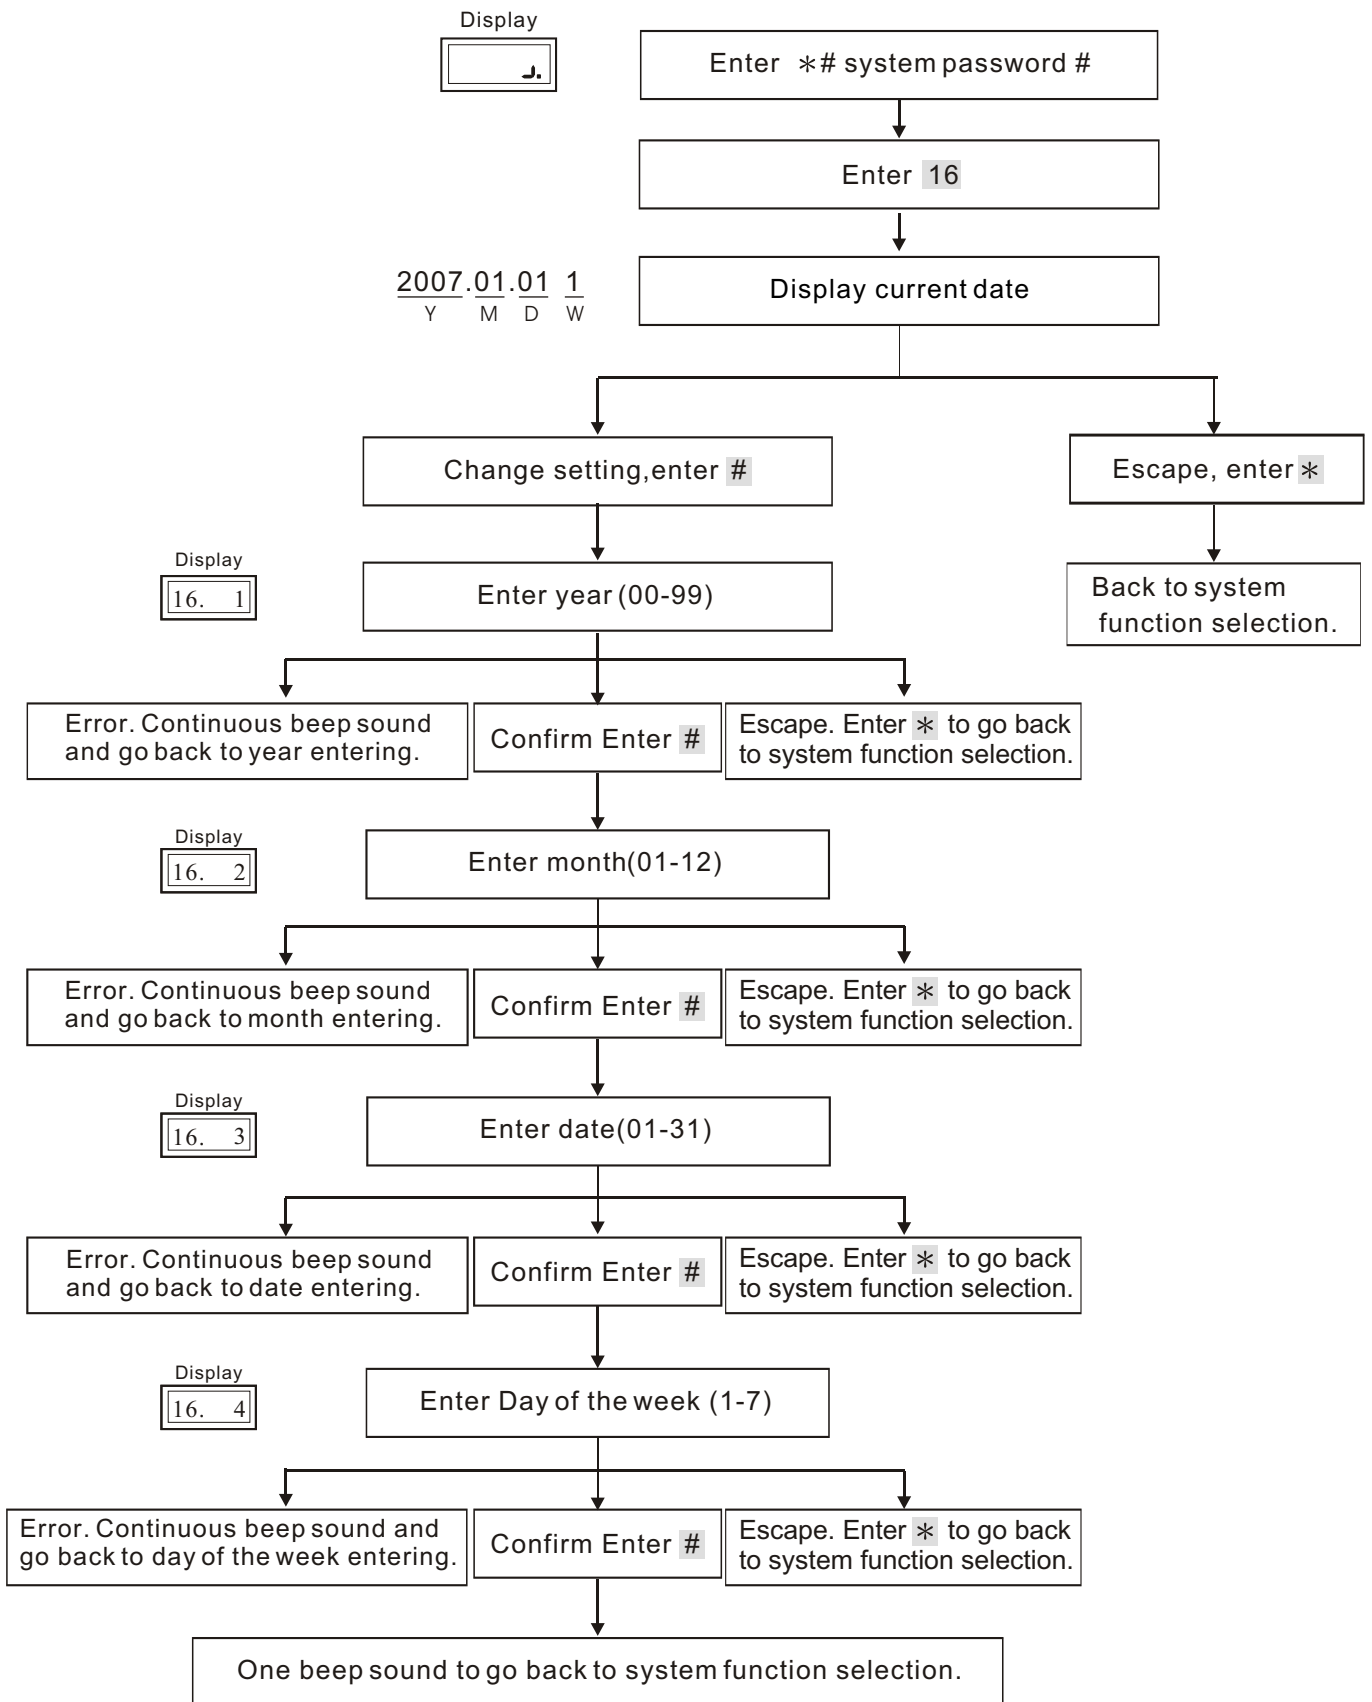 Display
Enter *# system password #
Enter 16
2007.01.01 1
Y M D W
Display current date
Change setting,enter #
Escape, enter *
Display
16. 1
Enter year (00-99)
Back to system
function selection.
Error. Continuous beep sound
and go back to year entering.
Confirm Enter #
Escape. Enter * to go back
to system function selection.
Display
16. 2
Enter month(01-12)
Error. Continuous beep sound
and go back to month entering.
Confirm Enter #
Escape. Enter * to go back
to system function selection.
Display
16. 3
Enter date(01-31)
Error. Continuous beep sound
and go back to date entering.
Confirm Enter #
Escape. Enter * to go back
to system function selection.
Display
16. 4
Enter Day of the week (1-7)
Error. Continuous beep sound and
go back to day of the week entering.
Confirm Enter #
Escape. Enter * to go back
to system function selection.
One beep sound to go back to system function selection.